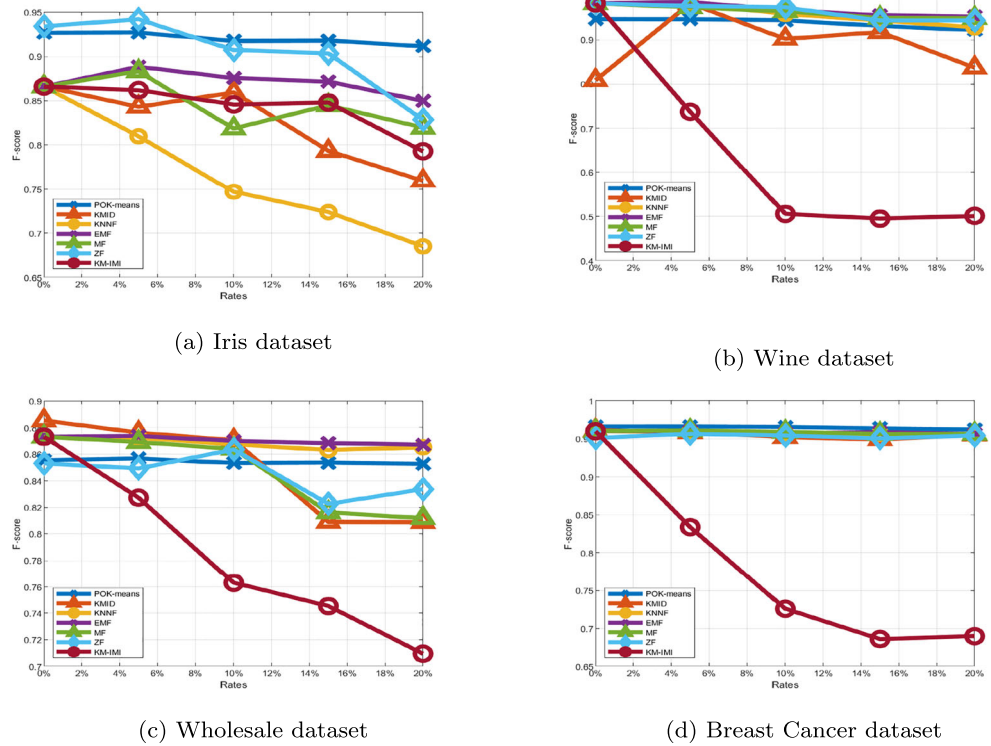 0.95
0.9
0.85
0.8
0.75
0.7
0.65
F-score
POK-means
KMID
KNNF
EMF
MF
ZF
KM-IMI
0% 2% 4% 6% 8% 10% 12% 14% 16% 18% 20%
Rates
(a) Iris dataset
0.9
0.8
0.7
0.6
0.5
0.4
F-score
POK-means
KMID
KNNF
EMF
MF
ZF
KM-IMI
0% 2% 4% 6% 8% 10% 12% 14% 16% 18% 20%
Rates
(b) Wine dataset
0.9
0.88
0.86
0.84
0.82
0.8
0.78
0.76
0.74
0.72
0.7
F-score
POK-means
KMID
KNNF
EMF
MF
ZF
KM-IMI
0% 2% 4% 6% 8% 10% 12% 14% 16% 18% 20%
Rates
(c) Wholesale dataset
1
0.95
0.9
0.85
0.8
0.75
0.7
0.65
F-score
POK-means
KMID
KNNF
EMF
MF
ZF
KM-IMI
0% 2% 4% 6% 8% 10% 12% 14% 16% 18% 20%
Rates
(d) Breast Cancer dataset